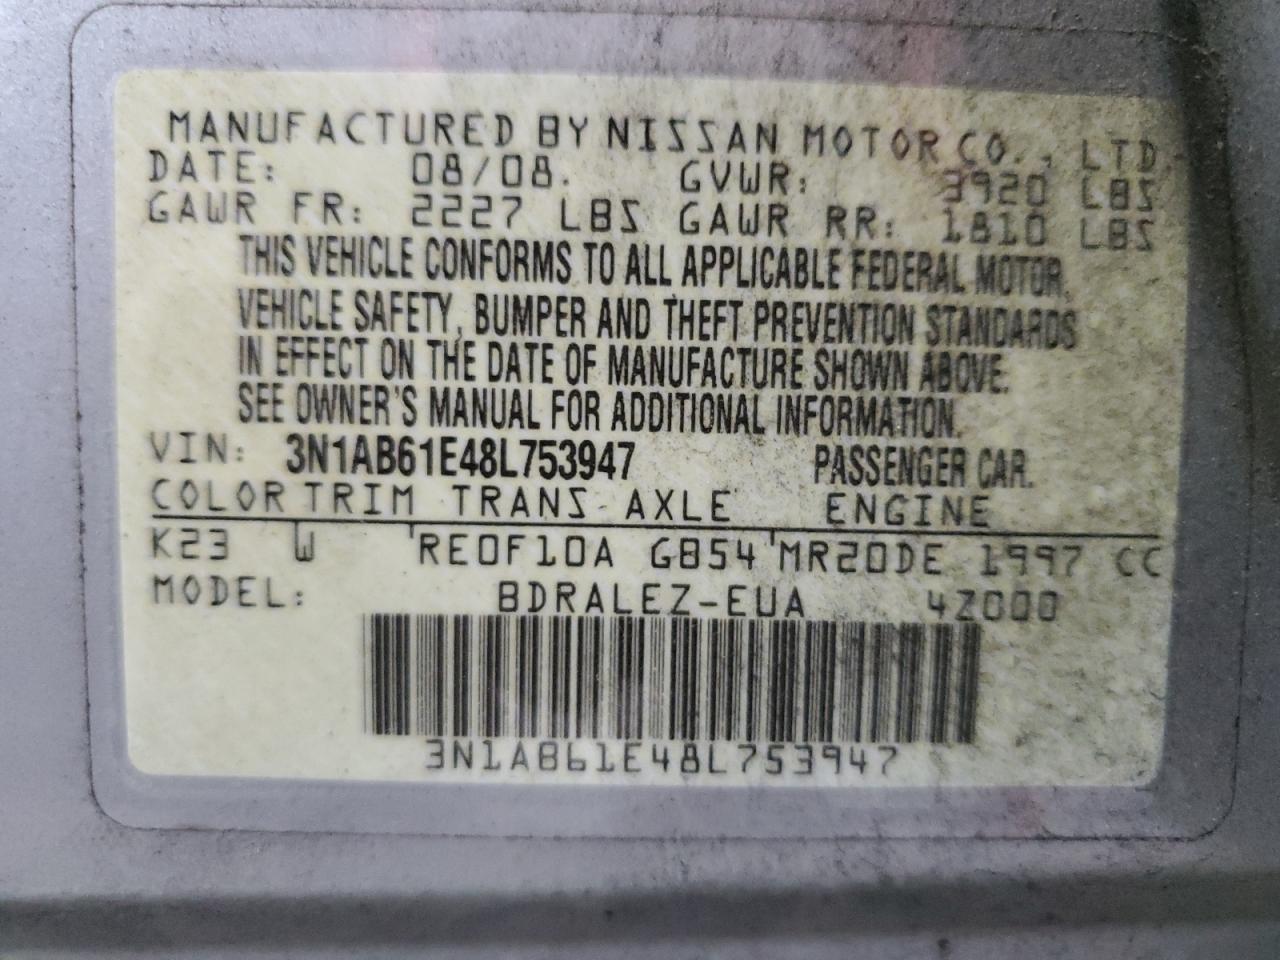 MANUFACTURED BY NISSAN MOTOR CO., LTD
DATE: 08/08. GVWR: 3920 LBS
GAWR FR: 2227 LBS GAWR RR: 1810 LBS
THIS VEHICLE CONFORMS TO ALL APPLICABLE FEDERAL MOTOR
VEHICLE SAFETY, BUMPER AND THEFT PREVENTION STANDARDS
IN EFFECT ON THE DATE OF MANUFACTURE SHOWN ABOVE.
SEE OWNER'S MANUAL FOR ADDITIONAL INFORMATION.
VIN: 3N1AB61E48L753947 PASSENGER CAR.
COLOR TRIM TRANS AXLE ENGINE
K23 W RE0F10A GB54 MR20DE 1997 CC
MODEL: BDRALEZ-EUA 4Z000
3N1AB61E48L753947